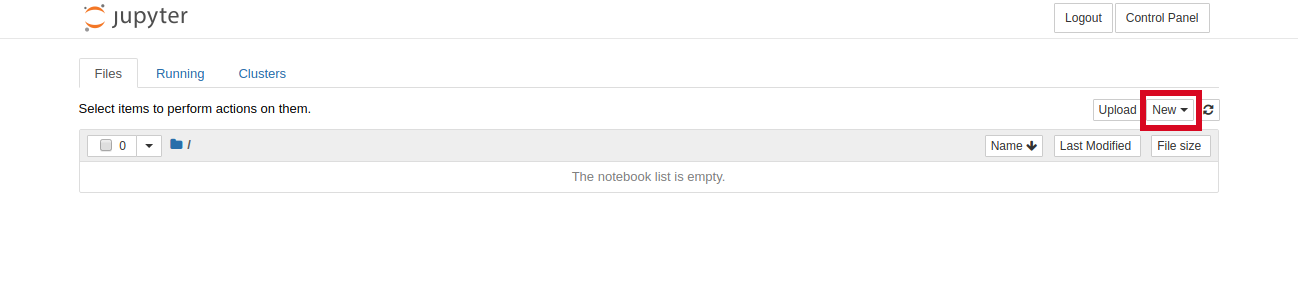 jupyter
Logout Control Panel
Files Running Clusters
Select items to perform actions on them.
Upload New
0 / Name Last Modified File size
The notebook list is empty.